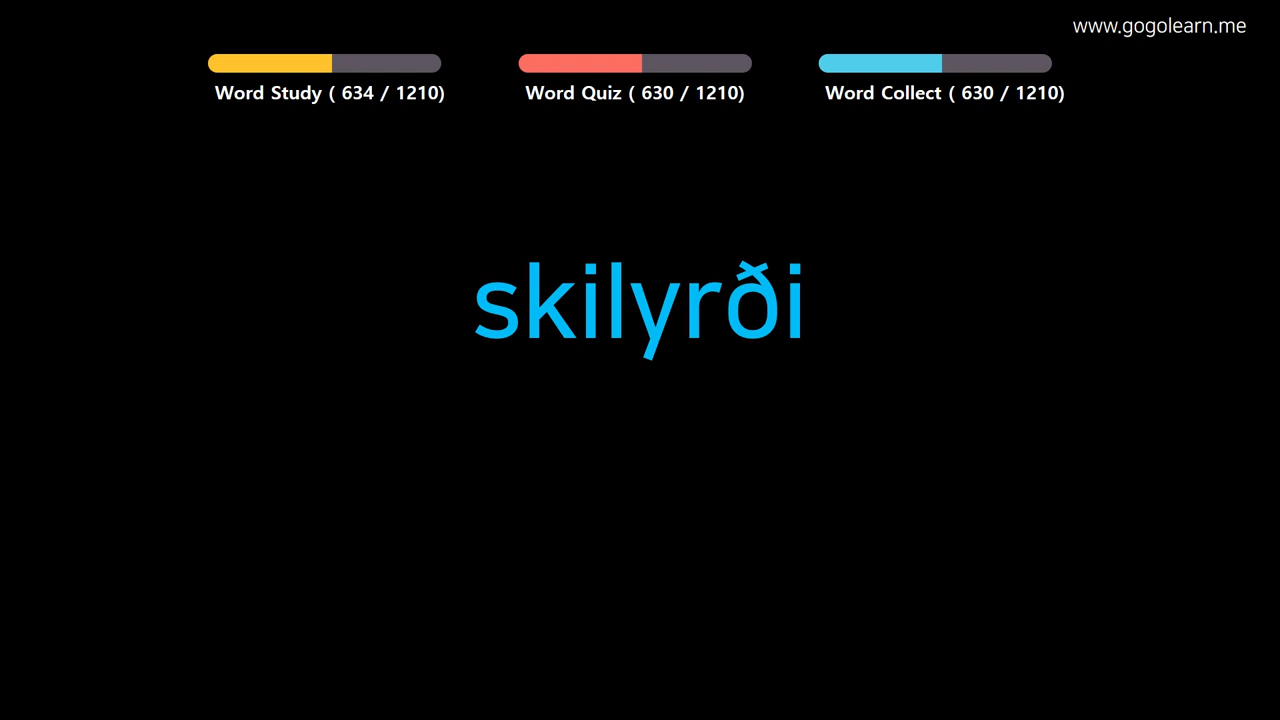 www.gogolearn.me
Word Study ( 634 / 1210)
Word Quiz ( 630 / 1210)
Word Collect ( 630 / 1210)
skilyrði